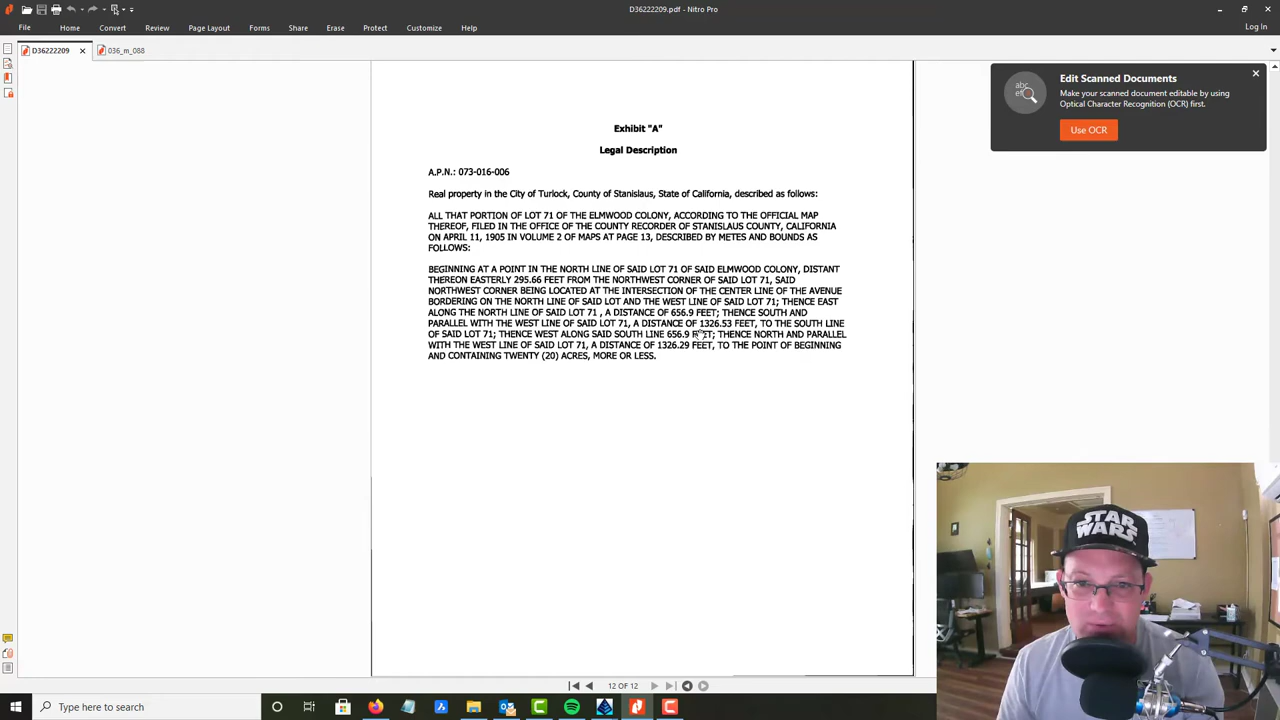 D36222209.pdf - Nitro Pro
File Home Convert Review Page Layout Forms Share Erase Protect Customize Help
Log In
D36222209 036_m_088
Edit Scanned Documents
Make your scanned document editable by using
Optical Character Recognition (OCR) first.
Use OCR
Exhibit "A"
Legal Description
A.P.N.: 073-016-006
Real property in the City of Turlock, County of Stanislaus, State of California, described as follows:
ALL THAT PORTION OF LOT 71 OF THE ELMWOOD COLONY, ACCORDING TO THE OFFICIAL MAP
THEREOF, FILED IN THE OFFICE OF THE COUNTY RECORDER OF STANISLAUS COUNTY, CALIFORNIA
ON APRIL 11, 1905 IN VOLUME 2 OF MAPS AT PAGE 13, DESCRIBED BY METES AND BOUNDS AS
FOLLOWS:
BEGINNING AT A POINT IN THE NORTH LINE OF SAID LOT 71 OF SAID ELMWOOD COLONY, DISTANT
THEREON EASTERLY 295.66 FEET FROM THE NORTHWEST CORNER OF SAID LOT 71, SAID
NORTHWEST CORNER BEING LOCATED AT THE INTERSECTION OF THE CENTER LINE OF THE AVENUE
BORDERING ON THE NORTH LINE OF SAID LOT AND THE WEST LINE OF SAID LOT 71; THENCE EAST
ALONG THE NORTH LINE OF SAID LOT 71 , A DISTANCE OF 656.9 FEET; THENCE SOUTH AND
PARALLEL WITH THE WEST LINE OF SAID LOT 71, A DISTANCE OF 1326.53 FEET, TO THE SOUTH LINE
OF SAID LOT 71; THENCE WEST ALONG SAID SOUTH LINE 656.9 FEET; THENCE NORTH AND PARALLEL
WITH THE WEST LINE OF SAID LOT 71, A DISTANCE OF 1326.29 FEET, TO THE POINT OF BEGINNING
AND CONTAINING TWENTY (20) ACRES, MORE OR LESS.
STAR
WARS
12 OF 12
Type here to search